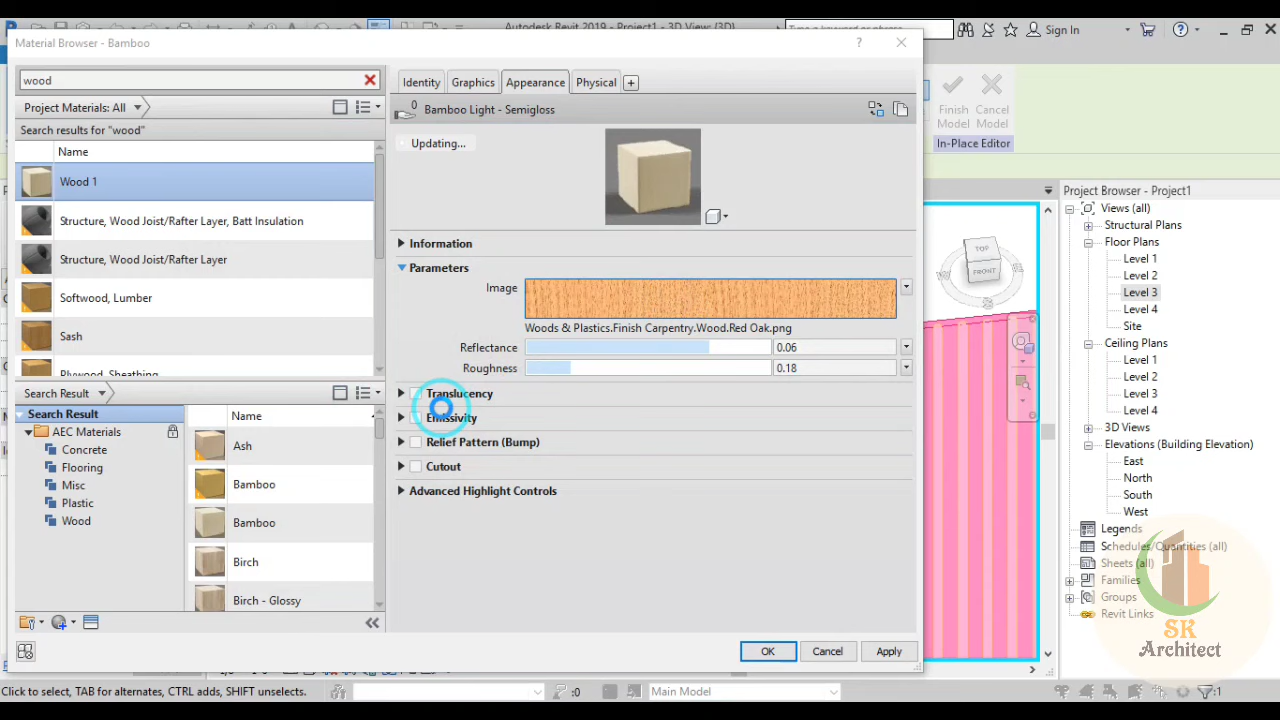 Autodesk Revit 2019 - Project1 - 3D View: {3D}
Type a keyword or phrase
Sign In
Material Browser - Bamboo
wood
Project Materials: All
Search results for "wood"
Name
Wood 1
Structure, Wood Joist/Rafter Layer, Batt Insulation
Structure, Wood Joist/Rafter Layer
Softwood, Lumber
Sash
Plywood, Sheathing
Search Result
Search Result
AEC Materials
Concrete
Flooring
Misc
Plastic
Wood
Name
Ash
Bamboo
Bamboo
Birch
Birch - Glossy
Identity
Graphics
Appearance
Physical
0
Bamboo Light - Semigloss
Updating...
Information
Parameters
Image
Woods & Plastics.Finish Carpentry.Wood.Red Oak.png
Reflectance
0.06
Roughness
0.18
Translucency
Emissivity
Relief Pattern (Bump)
Cutout
Advanced Highlight Controls
OK
Cancel
Apply
Finish
Model
Cancel
Model
In-Place Editor
TOP
FRONT
Project Browser - Project1
Views (all)
Structural Plans
Floor Plans
Level 1
Level 2
Level 3
Level 4
Site
Ceiling Plans
Level 1
Level 2
Level 3
Level 4
3D Views
Elevations (Building Elevation)
East
North
South
West
Legends
Schedules/Quantities (all)
Sheets (all)
Families
Groups
Revit Links
SK
Architect
Click to select, TAB for alternates, CTRL adds, SHIFT unselects.
:0
Main Model
:1